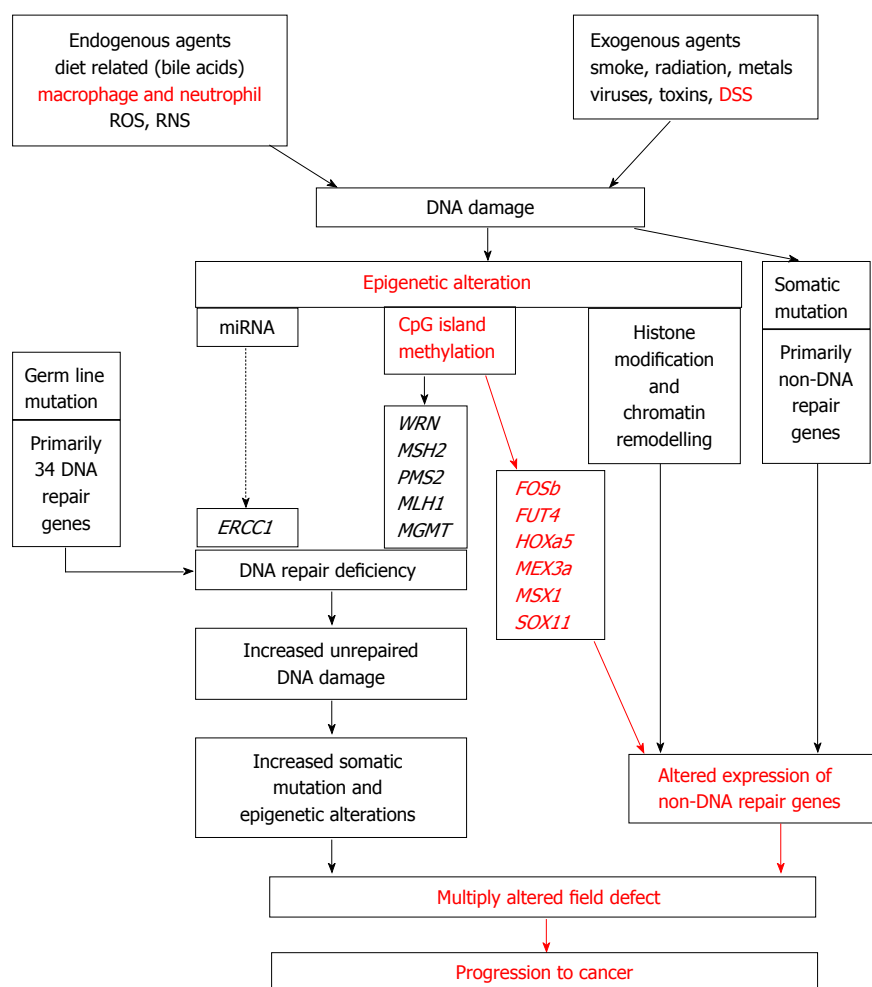 Endogenous agents
diet related (bile acids)
macrophage and neutrophil
ROS, RNS
Exogenous agents
smoke, radiation, metals
viruses, toxins, DSS
DNA damage
Epigenetic alteration
Somatic
mutation
Primarily
non-DNA
repair
genes
miRNA
CpG island
methylation
Histone
modification
and
chromatin
remodelling
Germ line
mutation
Primarily
34 DNA
repair
genes
WRN
MSH2
PMS2
MLH1
MGMT
FOSb
FUT4
HOXa5
MEX3a
MSX1
SOX11
ERCC1
DNA repair deficiency
Increased unrepaired
DNA damage
Increased somatic
mutation and
epigenetic alterations
Altered expression of
non-DNA repair genes
Multiply altered field defect
Progression to cancer